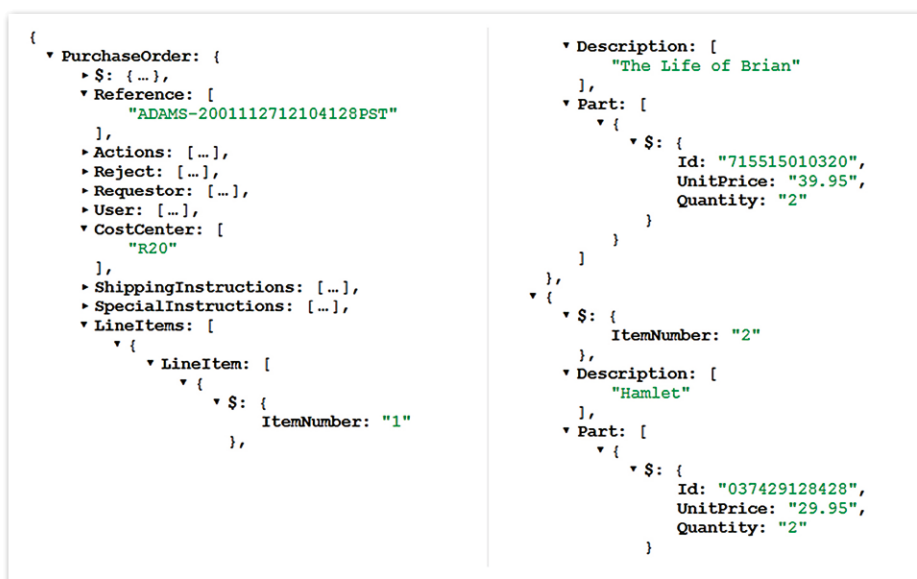 {
▾ PurchaseOrder: {
▸ $: {…},
▾ Reference: [
"ADAMS-2001112712104128PST"
],
▸ Actions: […],
▸ Reject: […],
▸ Requestor: […],
▸ User: […],
▾ CostCenter: [
"R20"
],
▸ ShippingInstructions: […],
▸ SpecialInstructions: […],
▾ LineItems: [
▾ {
▾ LineItem: [
▾ {
▾ $: {
ItemNumber: "1"
},
▾ Description: [
"The Life of Brian"
],
▾ Part: [
▾ {
▾ $: {
Id: "715515010320",
UnitPrice: "39.95",
Quantity: "2"
}
}
]
},
▾ {
▾ $: {
ItemNumber: "2"
},
▾ Description: [
"Hamlet"
],
▾ Part: [
▾ {
▾ $: {
Id: "037429128428",
UnitPrice: "29.95",
Quantity: "2"
}